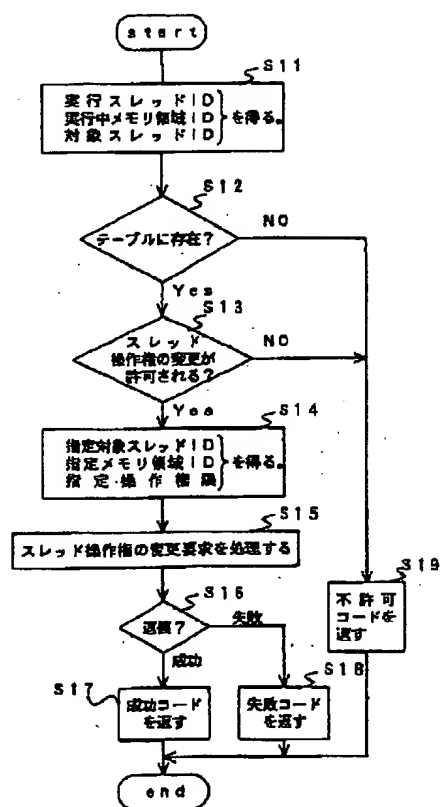 start
S11
実行スレッドID
実行中メモリ領域ID
対象スレッドID
を得る。
S12
テーブルに存在?
NO
Yes
S13
スレッド
操作権の変更が
許可される?
NO
Yes
S14
指定対象スレッドID
指定メモリ領域ID
指定・操作権限
を得る。
S15
スレッド操作権の変更要求を処理する
S16
返値?
失敗
成功
S19
不許可
コードを
返す
S17
成功コード
を返す
S18
失敗コード
を返す
end